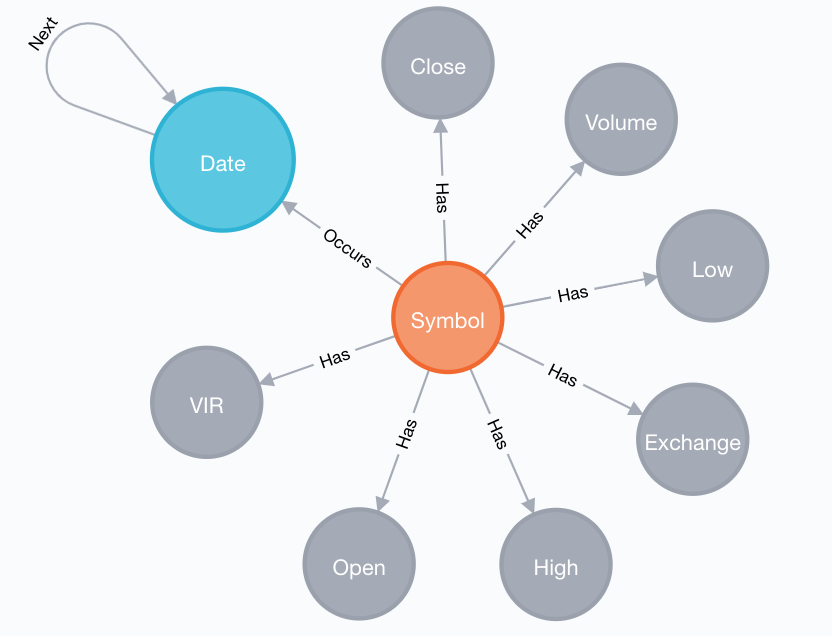 Next
Close
Volume
Date
Has
Has
Occurs
Low
Has
Symbol
Has
Has
VIR
Has
Has
Exchange
Open
High